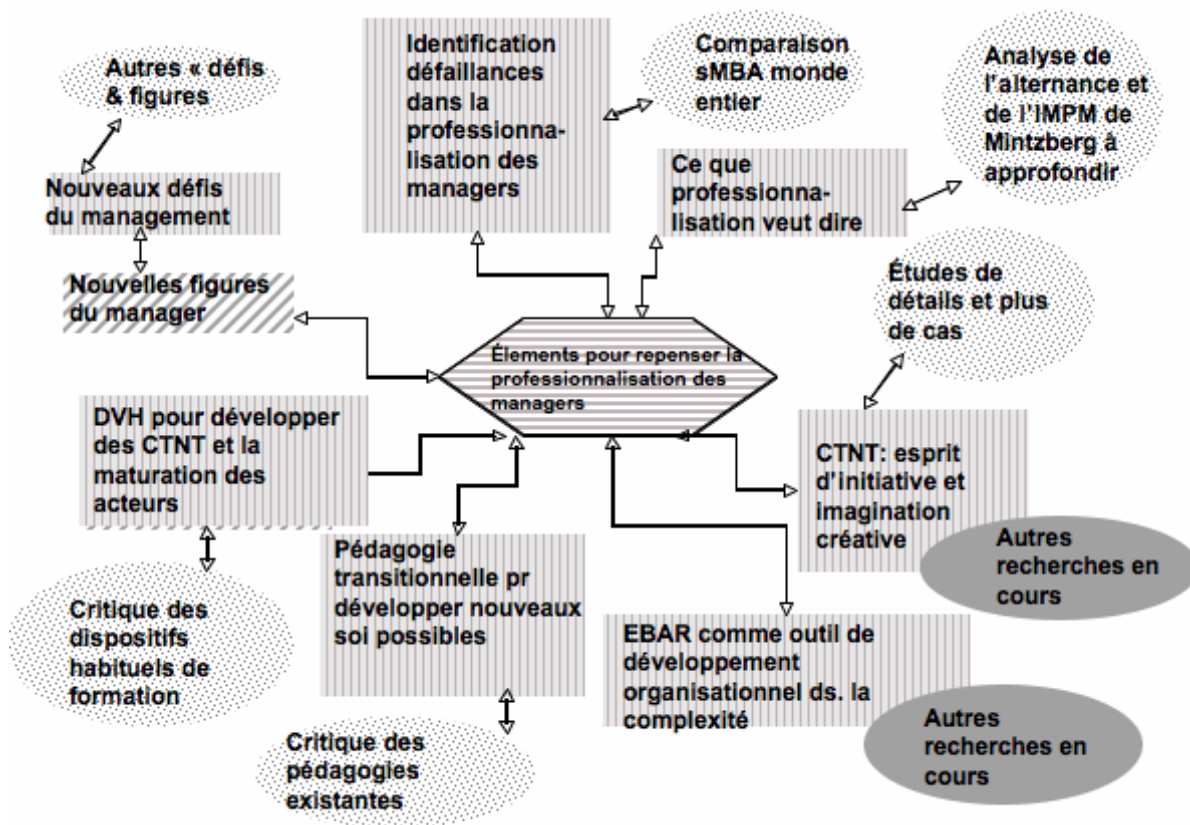 Autres « défis
& figures
Nouveaux défis
du management
Nouvelles figures
du manager
Identification
défaillances
dans la
professionna-
lisation des
managers
Comparaison
sMBA monde
entier
Ce que
professionna-
lisation veut dire
Analyse de
l'alternance et
de l'IMPM de
Mintzberg à
approfondir
Études de
détails et plus
de cas
Élements pour repenser la
professionnalisation des
managers
DVH pour développer
des CTNT et la
maturation des
acteurs
CTNT: esprit
d'initiative et
imagination
créative
Autres
recherches en
cours
Pédagogie
transitionnelle pr
développer nouveaux
soi possibles
Critique des
dispositifs
habituels de
formation
EBAR comme outil de
développement
organisationnel ds. la
complexité
Autres
recherches en
cours
Critique des
pédagogies
existantes